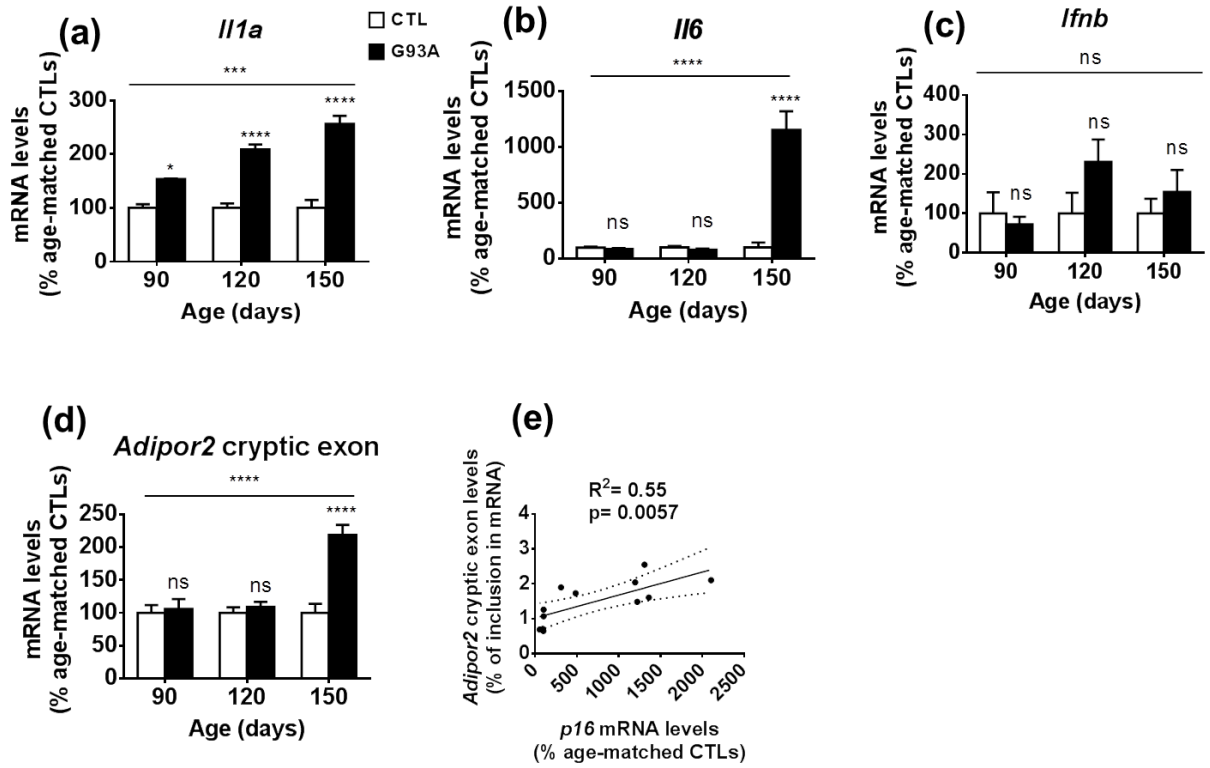 (a)
Il1a
CTL
G93A
***
mRNA levels
(% age-matched CTLs)
300
200
100
0
*
****
****
90 120 150
Age (days)
(b)
Il6
****
mRNA levels
(% age-matched CTLs)
1500
1000
500
0
ns
ns
****
90 120 150
Age (days)
(c)
Ifnb
ns
mRNA levels
(% age-matched CTLs)
400
300
200
100
0
ns
ns
ns
90 120 150
Age (days)
(d)
Adipor2 cryptic exon
****
mRNA levels
(% age-matched CTLs)
250
200
150
100
50
0
ns
ns
****
90 120 150
Age (days)
(e)
R²= 0.55
p= 0.0057
Adipor2 cryptic exon levels
(% of inclusion in mRNA)
4
3
2
1
0
0 500 1000 1500 2000 2500
p16 mRNA levels
(% age-matched CTLs)